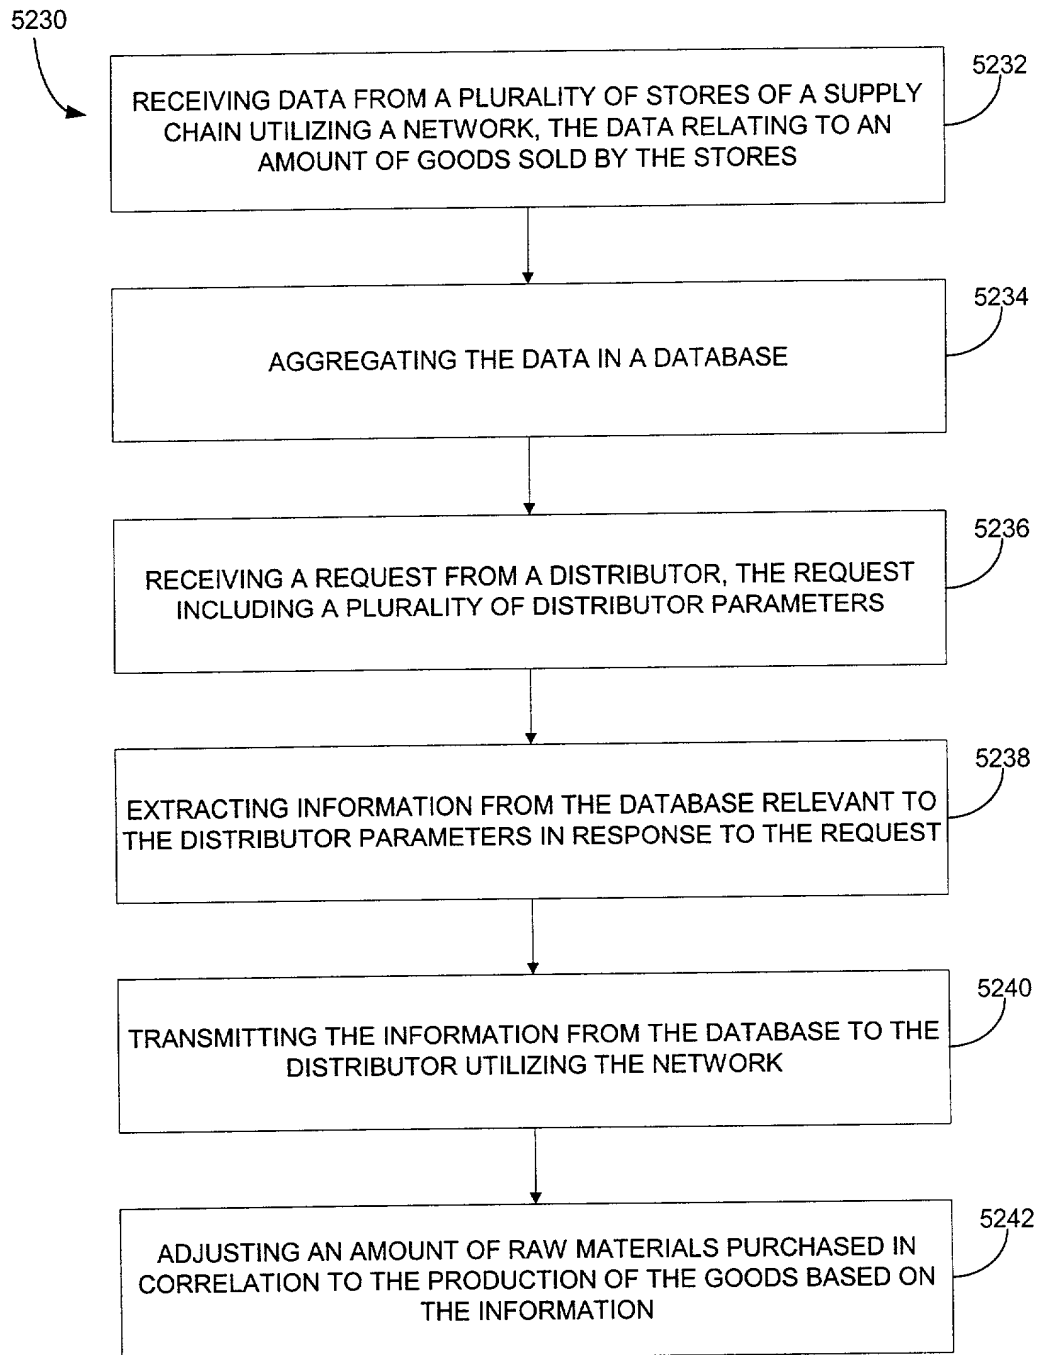 5230
5232
RECEIVING DATA FROM A PLURALITY OF STORES OF A SUPPLY
CHAIN UTILIZING A NETWORK, THE DATA RELATING TO AN
AMOUNT OF GOODS SOLD BY THE STORES
5234
AGGREGATING THE DATA IN A DATABASE
5236
RECEIVING A REQUEST FROM A DISTRIBUTOR, THE REQUEST
INCLUDING A PLURALITY OF DISTRIBUTOR PARAMETERS
5238
EXTRACTING INFORMATION FROM THE DATABASE RELEVANT TO
THE DISTRIBUTOR PARAMETERS IN RESPONSE TO THE REQUEST
5240
TRANSMITTING THE INFORMATION FROM THE DATABASE TO THE
DISTRIBUTOR UTILIZING THE NETWORK
5242
ADJUSTING AN AMOUNT OF RAW MATERIALS PURCHASED IN
CORRELATION TO THE PRODUCTION OF THE GOODS BASED ON
THE INFORMATION